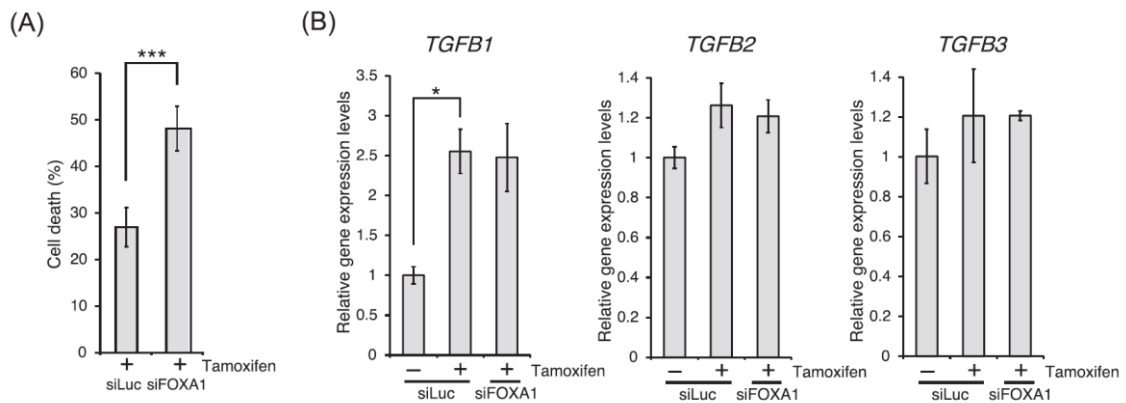 (A)
***
60
50
40
30
20
10
0
Cell death (%)
+ + Tamoxifen
siLuc siFOXA1
(B)
TGFB1
*
3.5
3
2.5
2
1.5
1
0.5
0
Relative gene expression levels
− + + Tamoxifen
siLuc siFOXA1
TGFB2
1.4
1.2
1
0.8
0.6
0.4
0.2
0
Relative gene expression levels
− + + Tamoxifen
siLuc siFOXA1
TGFB3
1.4
1.2
1
0.8
0.6
0.4
0.2
0
Relative gene expression levels
− + + Tamoxifen
siLuc siFOXA1